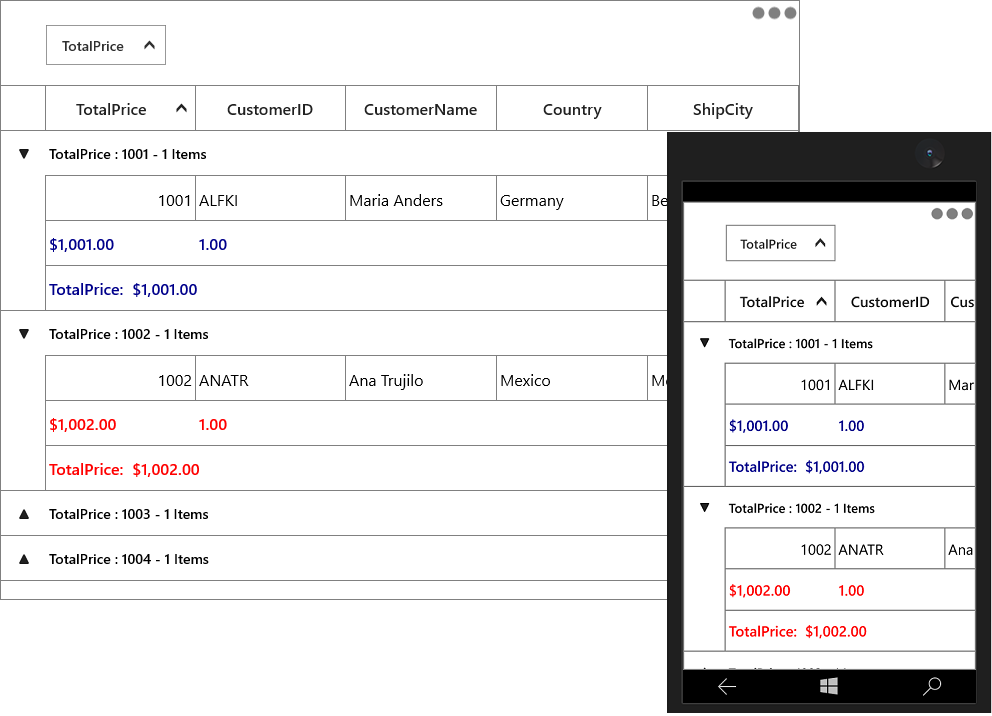 TotalPrice
TotalPrice CustomerID CustomerName Country ShipCity
TotalPrice : 1001 - 1 Items
1001 ALFKI Maria Anders Germany Be
$1,001.00 1.00
TotalPrice: $1,001.00
TotalPrice : 1002 - 1 Items
1002 ANATR Ana Trujilo Mexico
$1,002.00 1.00
TotalPrice: $1,002.00
TotalPrice : 1003 - 1 Items
TotalPrice : 1004 - 1 Items
TotalPrice
TotalPrice CustomerID Cus
TotalPrice : 1001 - 1 Items
1001 ALFKI Mar
$1,001.00 1.00
TotalPrice: $1,001.00
TotalPrice : 1002 - 1 Items
1002 ANATR Ana
$1,002.00 1.00
TotalPrice: $1,002.00